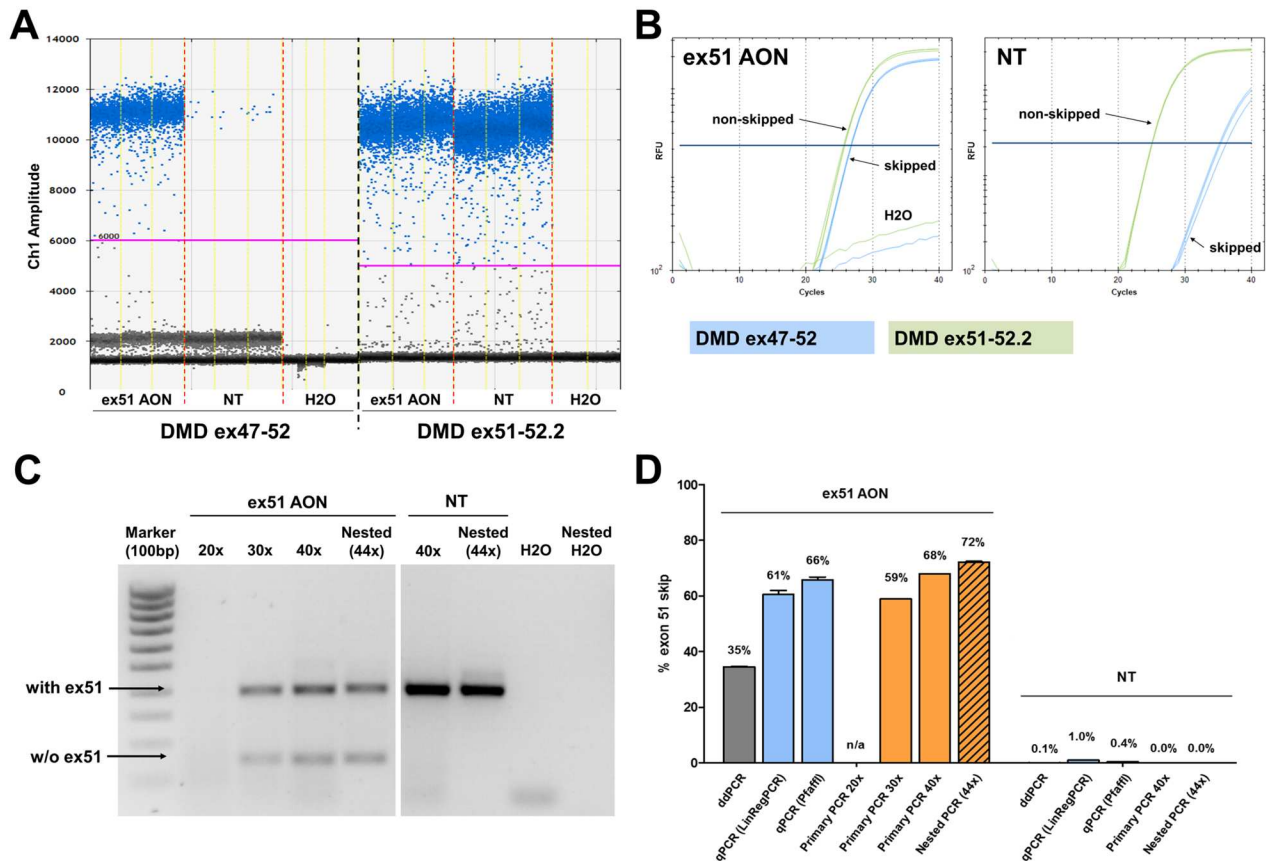 A
14000
12000
10000
8000
6000
4000
2000
0
Ch1 Amplitude
6000
ex51 AON NT H2O ex51 AON NT H2O
DMD ex47-52 DMD ex51-52.2
B
ex51 AON
non-skipped
skipped
H2O
RFU
10²
0 10 20 30 40
Cycles
NT
non-skipped
skipped
RFU
10²
0 10 20 30 40
Cycles
DMD ex47-52 DMD ex51-52.2
C
ex51 AON NT
Marker
(100bp)
20x 30x 40x Nested
(44x)
40x Nested
(44x)
H2O Nested
H2O
with ex51
w/o ex51
D
% exon 51 skip
100
80
60
40
20
0
ex51 AON
35% 61% 66% n/a 59% 68% 72%
NT
0.1% 1.0% 0.4% 0.0% 0.0%
ddPCR
qPCR (LinRegPCR)
qPCR (Pfaffl)
Primary PCR 20x
Primary PCR 30x
Primary PCR 40x
Nested PCR (44x)
ddPCR
qPCR (LinRegPCR)
qPCR (Pfaffl)
Primary PCR 40x
Nested PCR (44x)